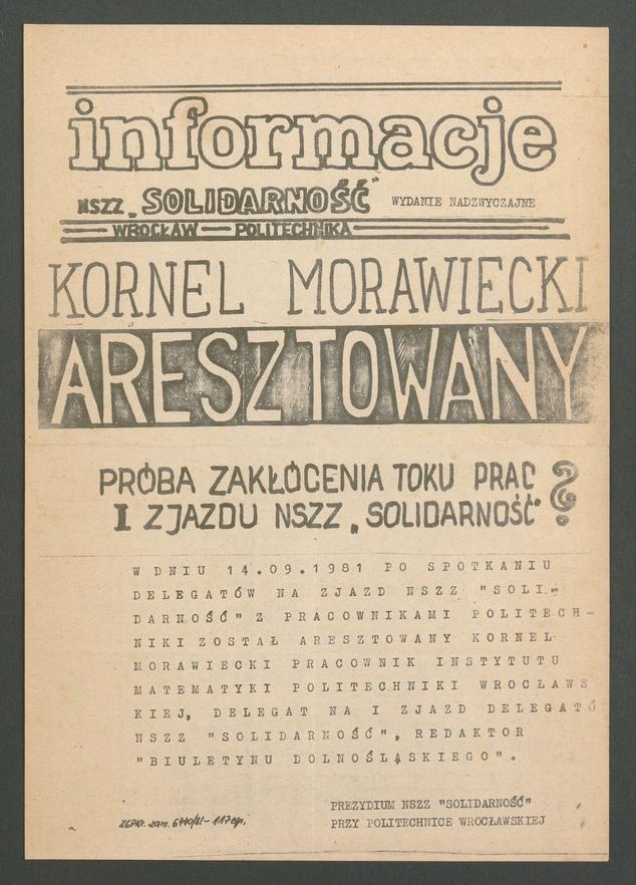 informacje
NSZZ „SOLIDARNOŚĆ” WYDANIE NADZWYCZAJNE
WROCŁAW — POLITECHNIKA
KORNEL MORAWIECKI
ARESZTOWANY
PRÓBA ZAKŁÓCENIA TOKU PRAC
I ZJAZDU NSZZ „SOLIDARNOŚĆ” ?
W DNIU 14.09.1981 PO SPOTKANIU
DELEGATÓW NA ZJAZD NSZZ "SOLI-
DARNOŚĆ" Z PRACOWNIKAMI POLITECH-
NIKI ZOSTAŁ ARESZTOWANY KORNEL
MORAWIECKI PRACOWNIK INSTYTUTU
MATEMATYKI POLITECHNIKI WROCŁAWS
KIEJ, DELEGAT NA I ZJAZD DELEGATÓ
NSZZ "SOLIDARNOŚĆ", REDAKTOR
"BIULETYNU DOLNOŚLĄSKIEGO".
PREZYDIUM NSZZ "SOLIDARNOŚĆ"
PRZY POLITECHNICE WROCŁAWSKIEJ